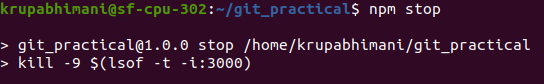 krupabhimani@sf-cpu-302:~/git_practical$ npm stop
> git_practical@1.0.0 stop /home/krupabhimani/git_practical
> kill -9 $(lsof -t -i:3000)